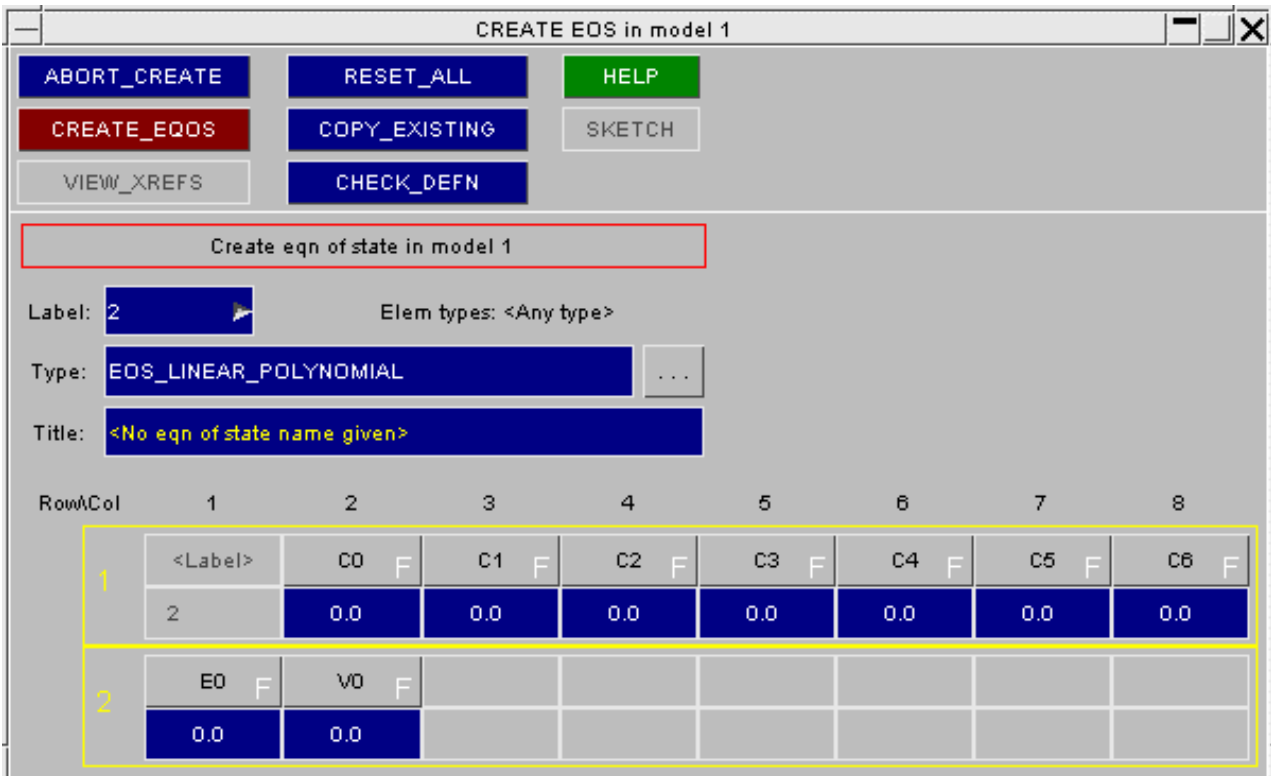 CREATE EOS in model 1
ABORT_CREATE RESET_ALL HELP
CREATE_EQOS COPY_EXISTING SKETCH
VIEW_XREFS CHECK_DEFN
Create eqn of state in model 1
Label: 2 Elem types: <Any type>
Type: EOS_LINEAR_POLYNOMIAL ...
Title: <No eqn of state name given>
Row\Col 1 2 3 4 5 6 7 8
1 <Label> C0 F C1 F C2 F C3 F C4 F C5 F C6 F
2 0.0 0.0 0.0 0.0 0.0 0.0 0.0
2 E0 F V0 F
0.0 0.0